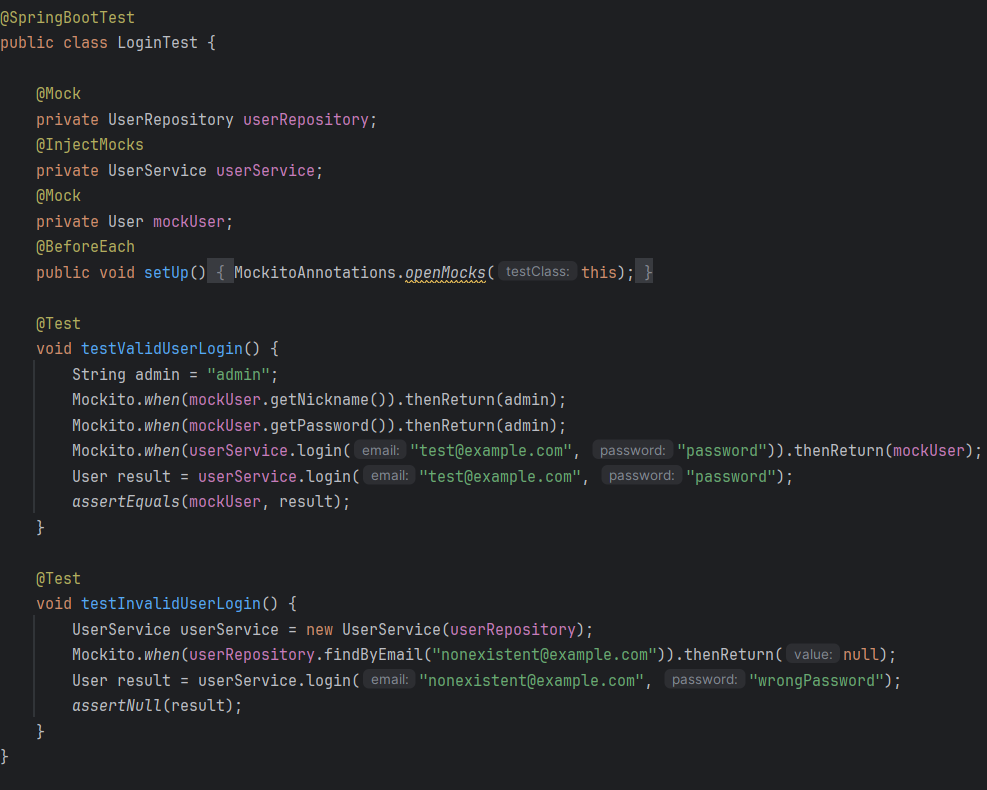 @SpringBootTest
public class LoginTest {
@Mock
private UserRepository userRepository;
@InjectMocks
private UserService userService;
@Mock
private User mockUser;
@BeforeEach
public void setUp() { MockitoAnnotations.openMocks( testClass: this); }
@Test
void testValidUserLogin() {
String admin = "admin";
Mockito.when(mockUser.getNickname()).thenReturn(admin);
Mockito.when(mockUser.getPassword()).thenReturn(admin);
Mockito.when(userService.login( email: "test@example.com", password: "password")).thenReturn(mockUser);
User result = userService.login( email: "test@example.com", password: "password");
assertEquals(mockUser, result);
}
@Test
void testInvalidUserLogin() {
UserService userService = new UserService(userRepository);
Mockito.when(userRepository.findByEmail("nonexistent@example.com")).thenReturn( value: null);
User result = userService.login( email: "nonexistent@example.com", password: "wrongPassword");
assertNull(result);
}
}